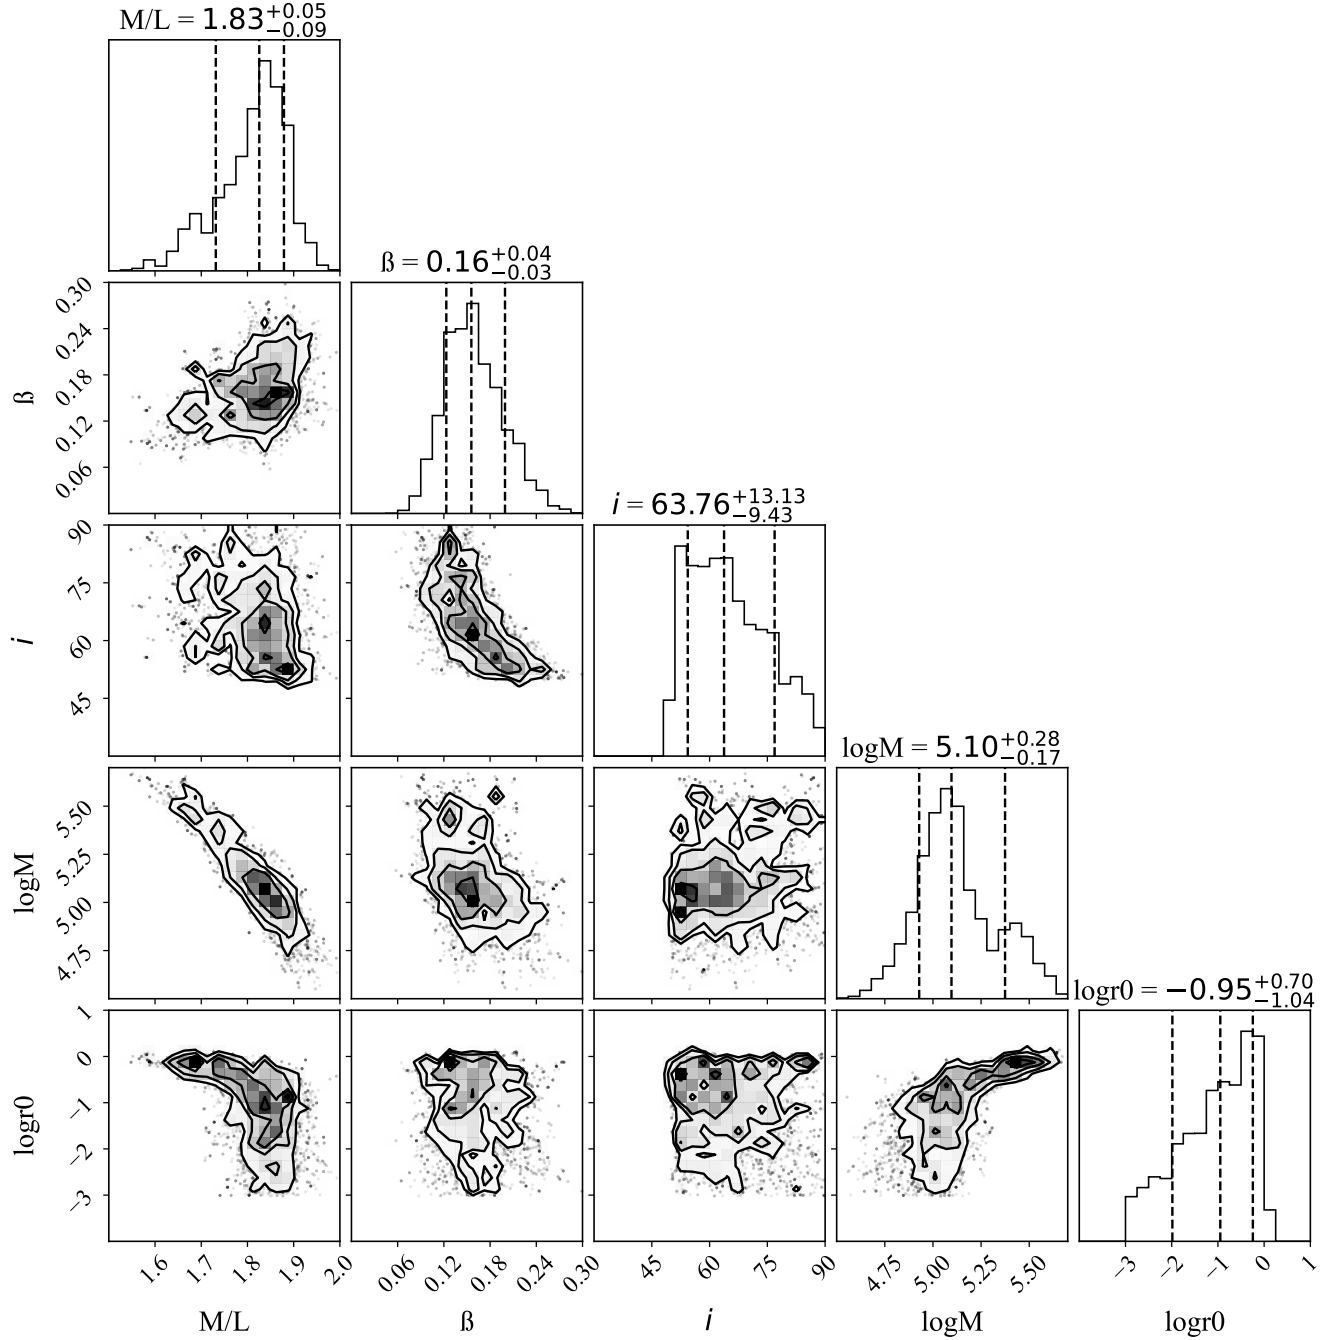 M/L = 1.83+0.05−0.09
ß = 0.16+0.04−0.03
0.30
0.24
0.18
0.12
0.06
ß
i = 63.76+13.13−9.43
90
75
60
45
i
logM = 5.10+0.28−0.17
5.50
5.25
5.00
4.75
logM
logr0 = −0.95+0.70−1.04
1
0
−1
−2
−3
logr0
1.6 1.7 1.8 1.9 2.0 0.06 0.12 0.18 0.24 0.30 45 60 75 90 4.75 5.00 5.25 5.50 −3 −2 −1 0 1
M/L ß i logM logr0